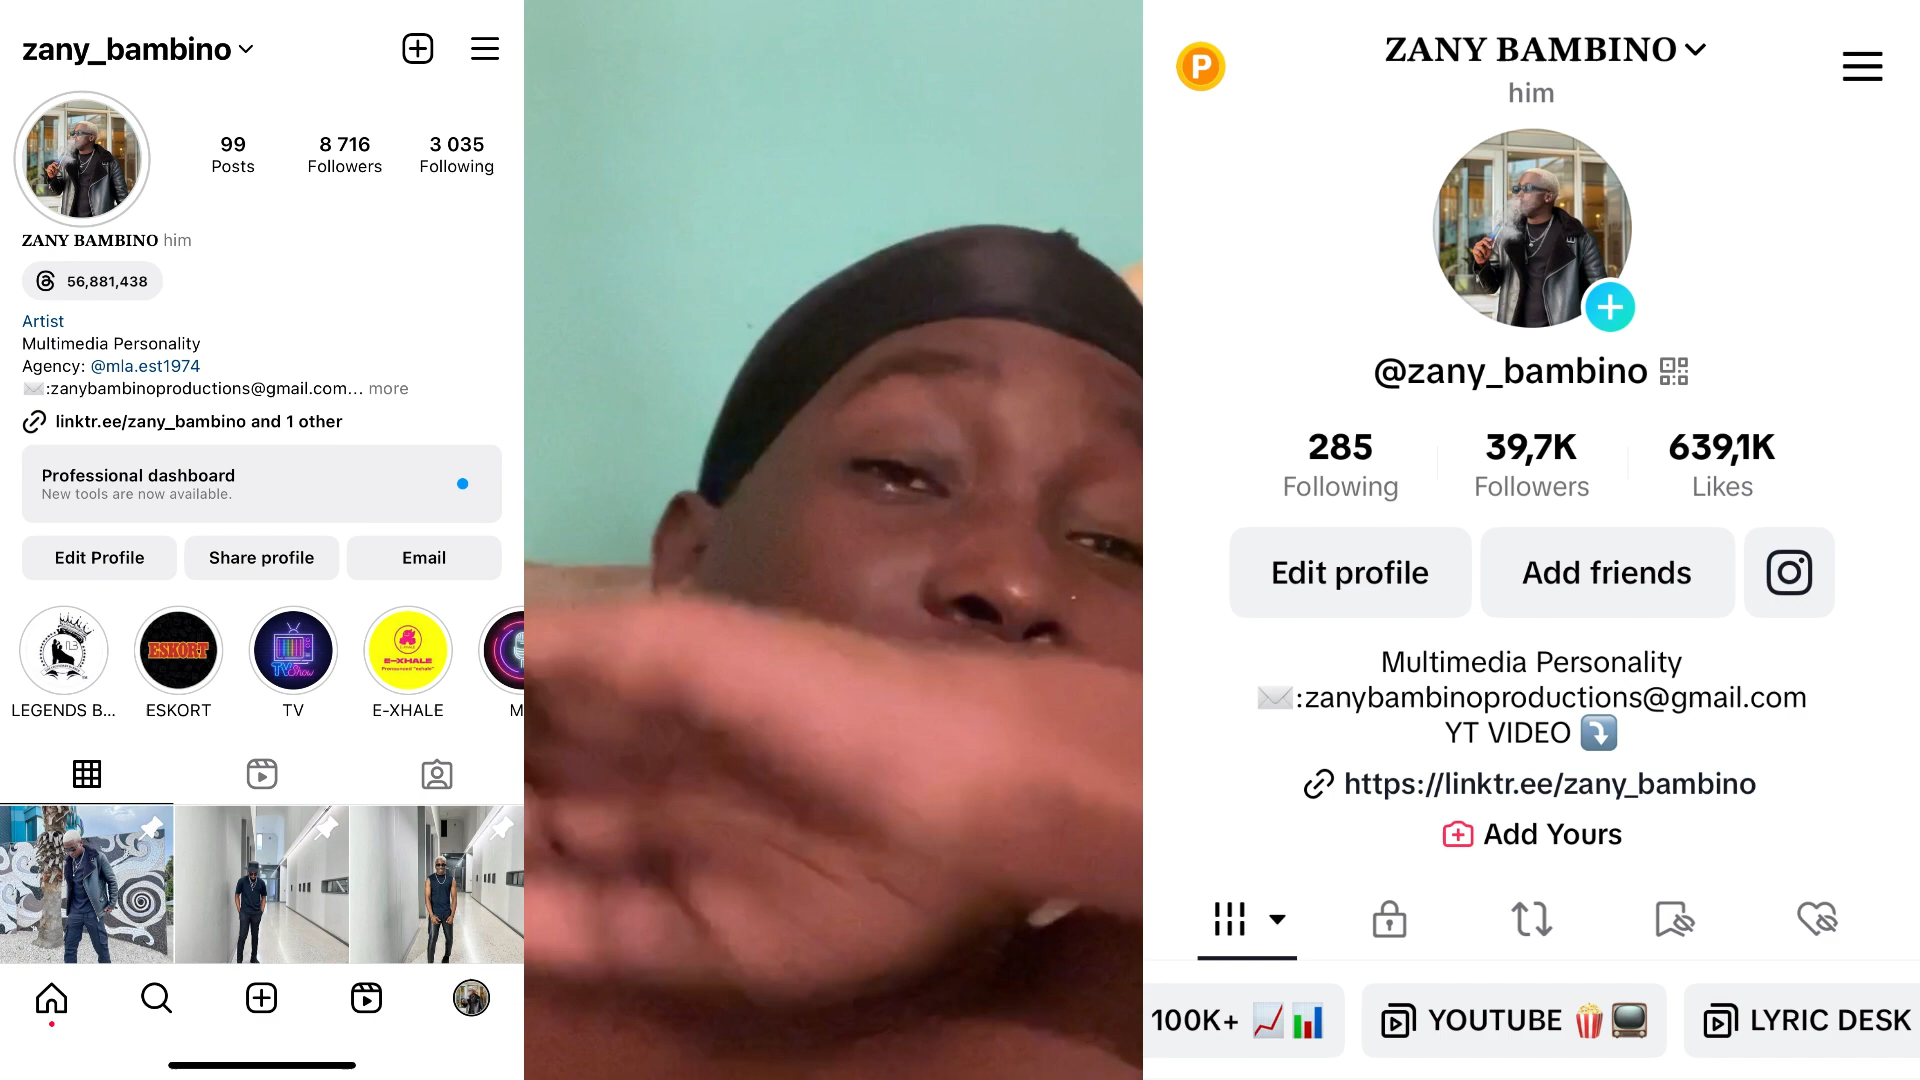 zany_bambino
99
Posts
8 716
Followers
3 035
Following
ZANY BAMBINO him
56,881,438
Artist
Multimedia Personality
Agency: @mla.est1974
✉️:zanybambinoproductions@gmail.com... more
linktr.ee/zany_bambino and 1 other
Professional dashboard
New tools are now available.
Edit Profile
Share profile
Email
ESKORT
TV Show
E-XHALE
Pronounced "exhale"
LEGENDS B...
ESKORT
TV
E-XHALE
M
P
ZANY BAMBINO
him
@zany_bambino
285
Following
39,7K
Followers
639,1K
Likes
Edit profile
Add friends
Multimedia Personality
✉️:zanybambinoproductions@gmail.com
YT VIDEO ⤵️
https://linktr.ee/zany_bambino
Add Yours
100K+ 📈📊
YOUTUBE 🍿📺
LYRIC DESK